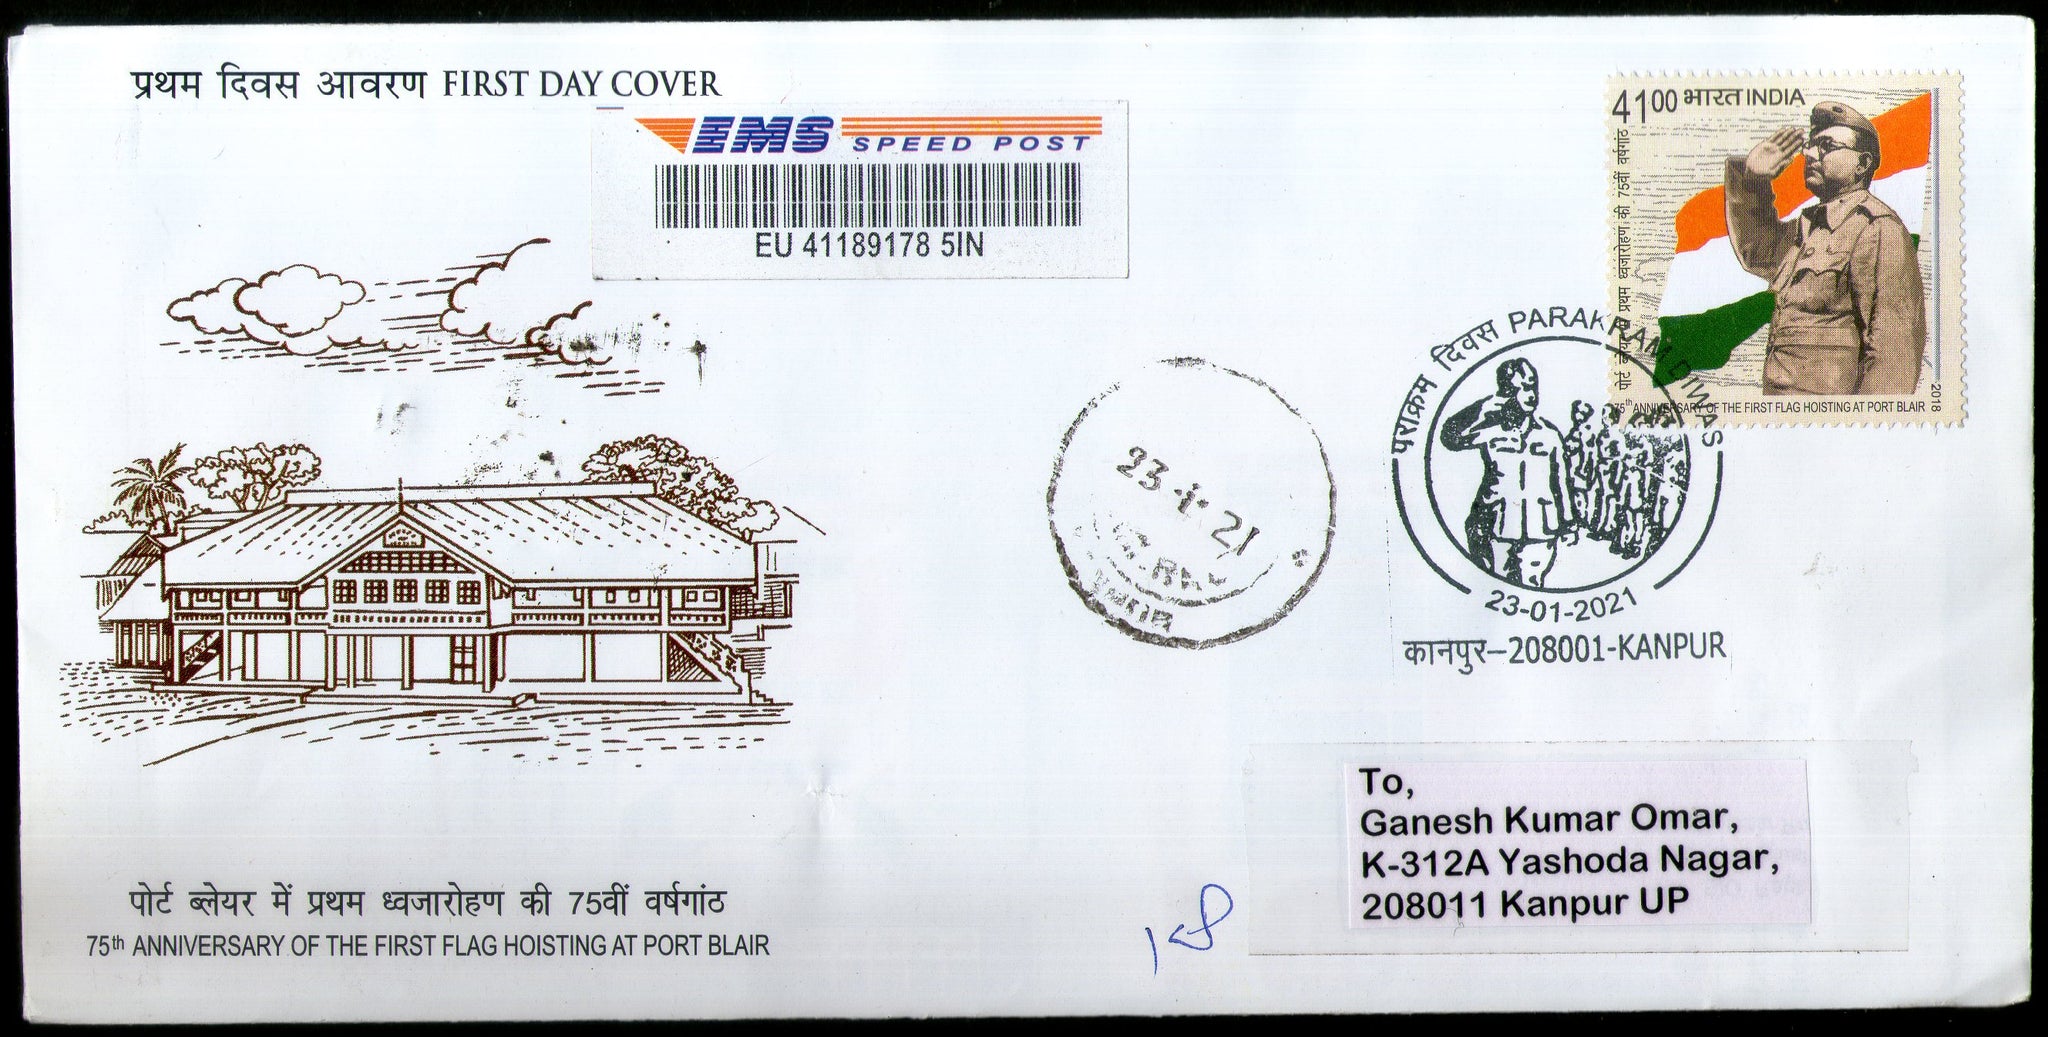 प्रथम दिवस आवरण FIRST DAY COVER
EMS SPEED POST
EU 41189178 5IN
4100 भारत INDIA
पोर्ट ब्लेयर में प्रथम ध्वजारोहण की 75वीं वर्षगांठ
75th ANNIVERSARY OF THE FIRST FLAG HOISTING AT PORT BLAIR
2018
पराक्रम दिवस PARAKRAM DIWAS
23-01-2021
कानपुर–208001-KANPUR
23-1-21
To,
Ganesh Kumar Omar,
K-312A Yashoda Nagar,
208011 Kanpur UP
पोर्ट ब्लेयर में प्रथम ध्वजारोहण की 75वीं वर्षगांठ
75th ANNIVERSARY OF THE FIRST FLAG HOISTING AT PORT BLAIR